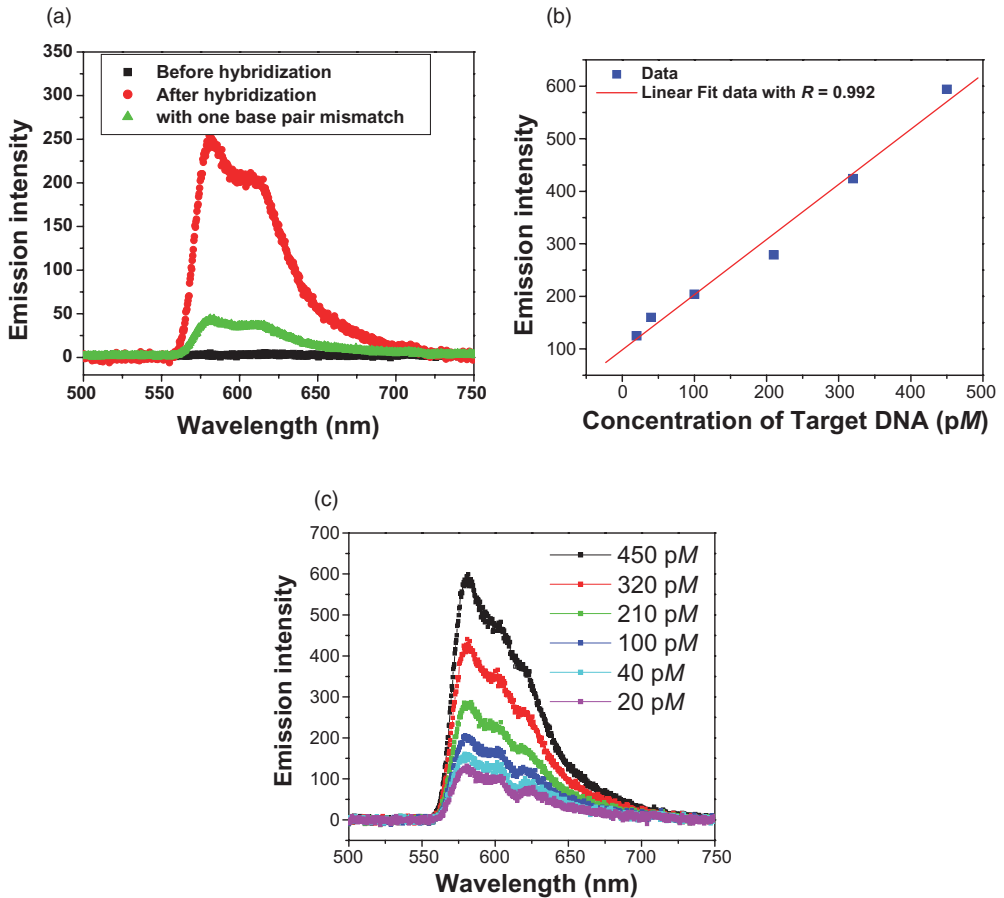 (a)
350
300
250
200
150
100
50
0
500 550 600 650 700 750
Emission intensity
Wavelength (nm)
Before hybridization
After hybridization
with one base pair mismatch
(b)
600
500
400
300
200
100
0 100 200 300 400 500
Emission intensity
Concentration of Target DNA (pM)
Data
Linear Fit data with R = 0.992
(c)
700
600
500
400
300
200
100
0
500 550 600 650 700 750
Emission intensity
Wavelength (nm)
450 pM
320 pM
210 pM
100 pM
40 pM
20 pM